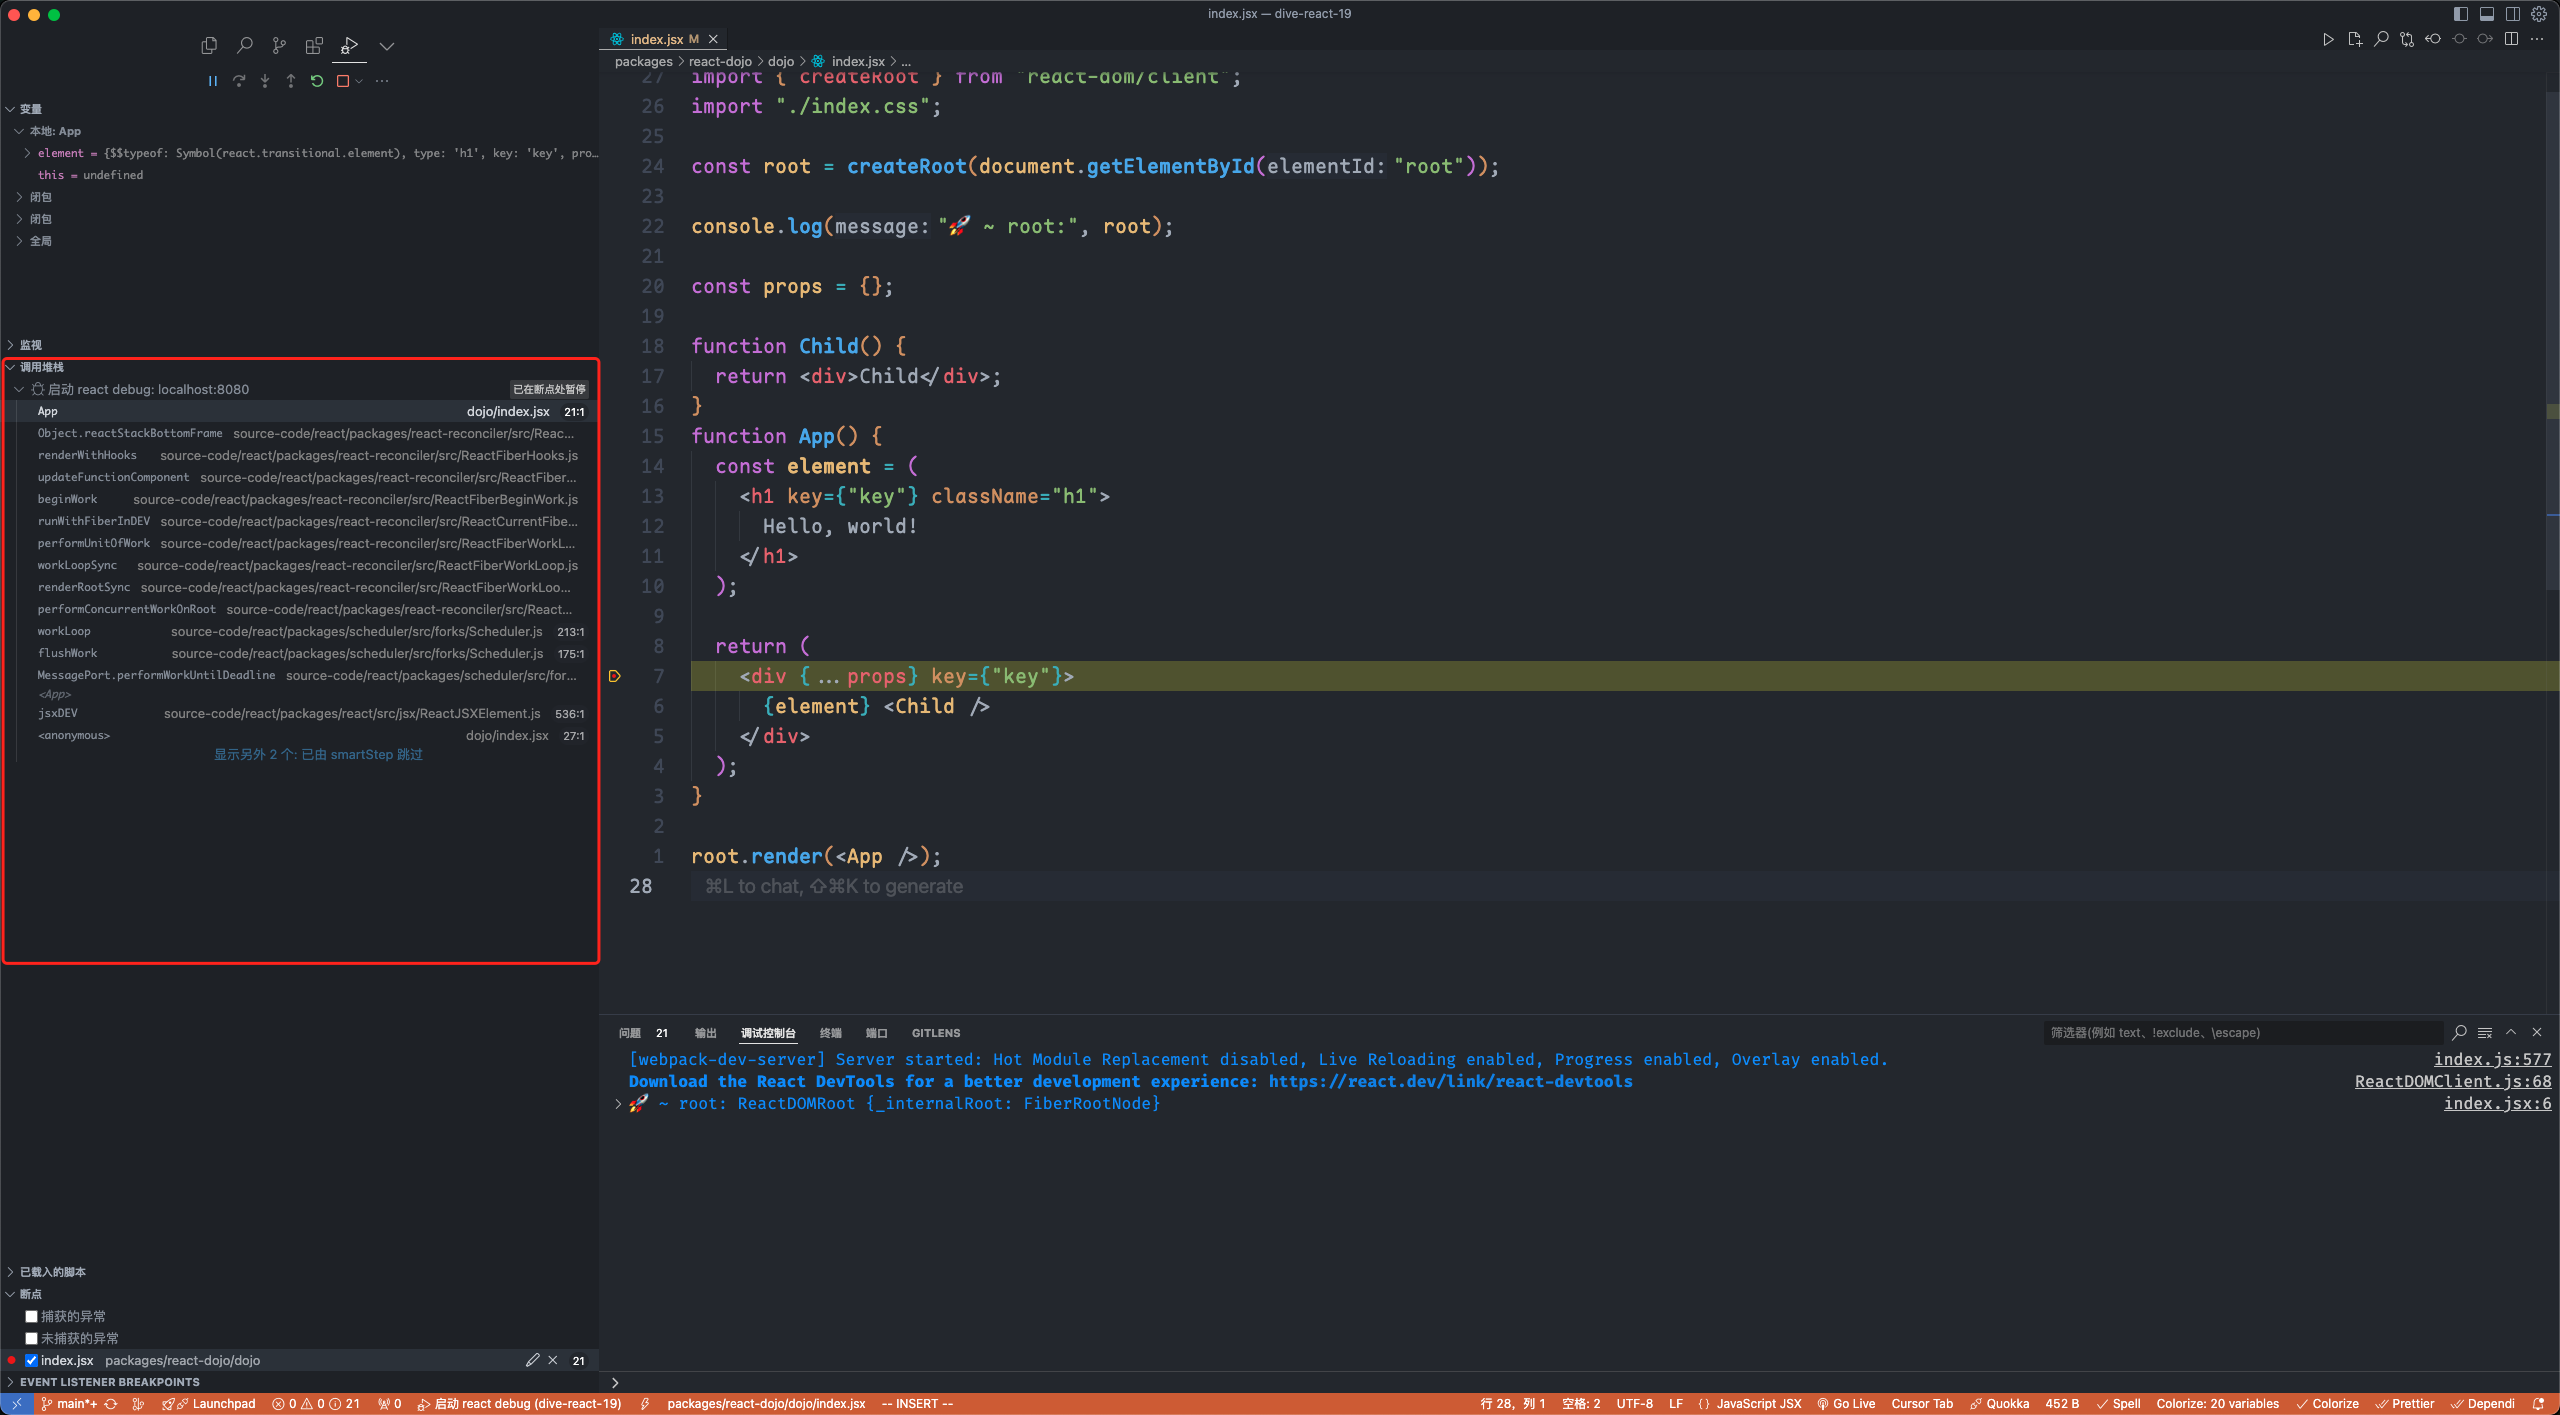 index.jsx — dive-react-19
变量
本地: App
element = {$$typeof: Symbol(react.transitional.element), type: 'h1', key: 'key', pro…
this = undefined
闭包
闭包
全局
监视
调用堆栈
启动 react debug: localhost:8080 已在断点处暂停
App dojo/index.jsx 21:1
Object.reactStackBottomFrame source-code/react/packages/react-reconciler/src/Reac…
renderWithHooks source-code/react/packages/react-reconciler/src/ReactFiberHooks.js
updateFunctionComponent source-code/react/packages/react-reconciler/src/ReactFiber…
beginWork source-code/react/packages/react-reconciler/src/ReactFiberBeginWork.js
runWithFiberInDEV source-code/react/packages/react-reconciler/src/ReactCurrentFibe…
performUnitOfWork source-code/react/packages/react-reconciler/src/ReactFiberWorkL…
workLoopSync source-code/react/packages/react-reconciler/src/ReactFiberWorkLoop.js
renderRootSync source-code/react/packages/react-reconciler/src/ReactFiberWorkLoo…
performConcurrentWorkOnRoot source-code/react/packages/react-reconciler/src/React…
workLoop source-code/react/packages/scheduler/src/forks/Scheduler.js 213:1
flushWork source-code/react/packages/scheduler/src/forks/Scheduler.js 175:1
MessagePort.performWorkUntilDeadline source-code/react/packages/scheduler/src/for…
<App>
jsxDEV source-code/react/packages/react/src/jsx/ReactJSXElement.js 536:1
<anonymous> dojo/index.jsx 27:1
显示另外 2 个: 已由 smartStep 跳过
已载入的脚本
断点
捕获的异常
未捕获的异常
index.jsx packages/react-dojo/dojo 21
EVENT LISTENER BREAKPOINTS
index.jsx M
packages > react-dojo > dojo > index.jsx > ...
27 import { createRoot } from "react-dom/client";
26 import "./index.css";
25
24 const root = createRoot(document.getElementById(elementId: "root"));
23
22 console.log(message: "🚀 ~ root:", root);
21
20 const props = {};
19
18 function Child() {
17 return <div>Child</div>;
16 }
15 function App() {
14 const element = (
13 <h1 key={"key"} className="h1">
12 Hello, world!
11 </h1>
10 );
9
8 return (
7 <div {...props} key={"key"}>
6 {element} <Child />
5 </div>
4 );
3 }
2
1 root.render(<App />);
28 ⌘L to chat, ⇧⌘K to generate
问题 21 输出 调试控制台 终端 端口 GITLENS 筛选器(例如 text、!exclude、\escape)
[webpack-dev-server] Server started: Hot Module Replacement disabled, Live Reloading enabled, Progress enabled, Overlay enabled. index.js:577
Download the React DevTools for a better development experience: https://react.dev/link/react-devtools ReactDOMClient.js:68
> 🚀 ~ root: ReactDOMRoot {_internalRoot: FiberRootNode} index.jsx:6
>
main*+ Launchpad 0 0 21 0 启动 react debug (dive-react-19) packages/react-dojo/dojo/index.jsx -- INSERT -- 行 28，列 1 空格: 2 UTF-8 LF {} JavaScript JSX Go Live Cursor Tab Quokka 452 B Spell Colorize: 20 variables Colorize Prettier Dependi